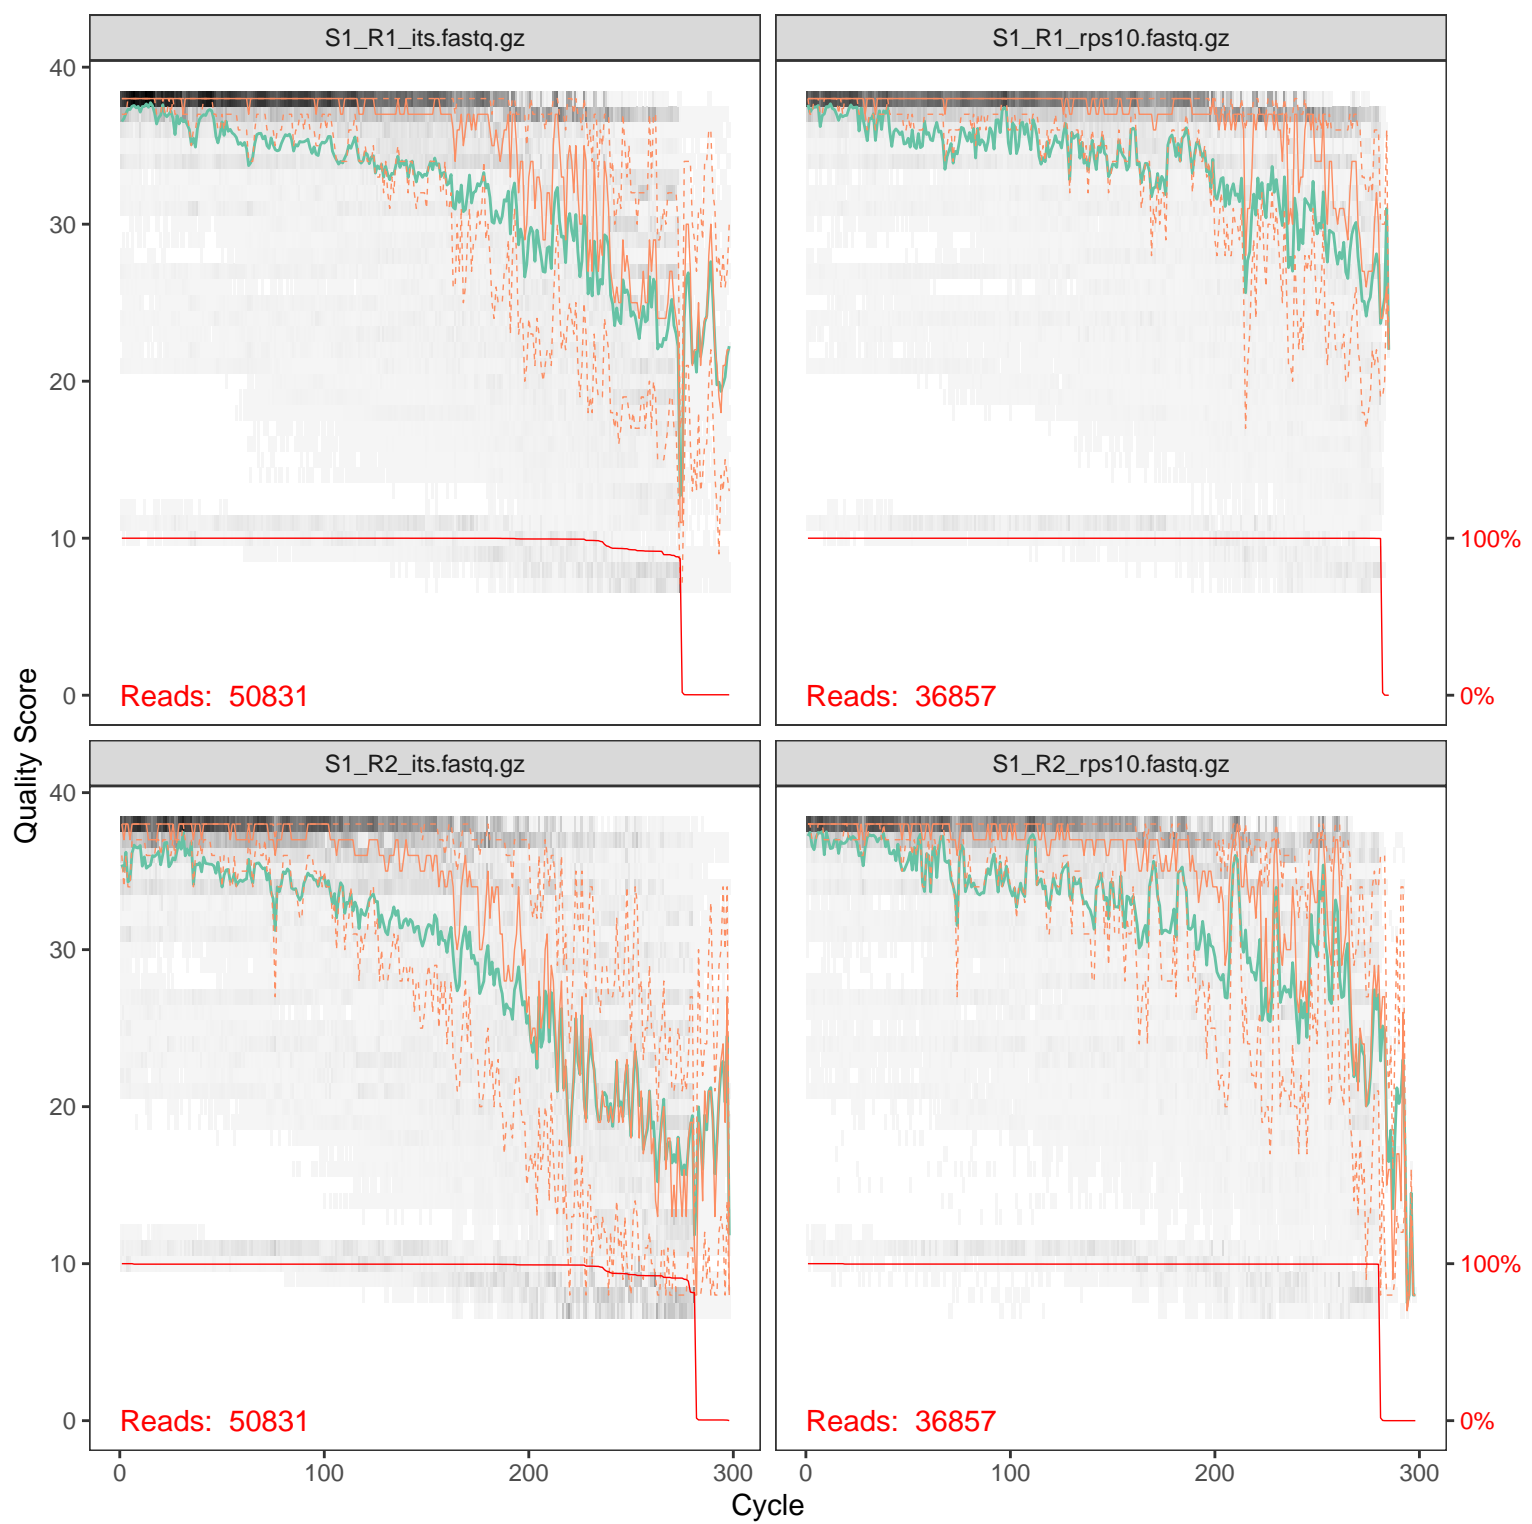 S1_R1_its.fastq.gz
S1_R1_rps10.fastq.gz
40
30
20
10
0
100%
0%
Reads: 50831
Reads: 36857
Quality Score
S1_R2_its.fastq.gz
S1_R2_rps10.fastq.gz
40
30
20
10
0
100%
0%
Reads: 50831
Reads: 36857
0
100
200
300
0
100
200
300
Cycle